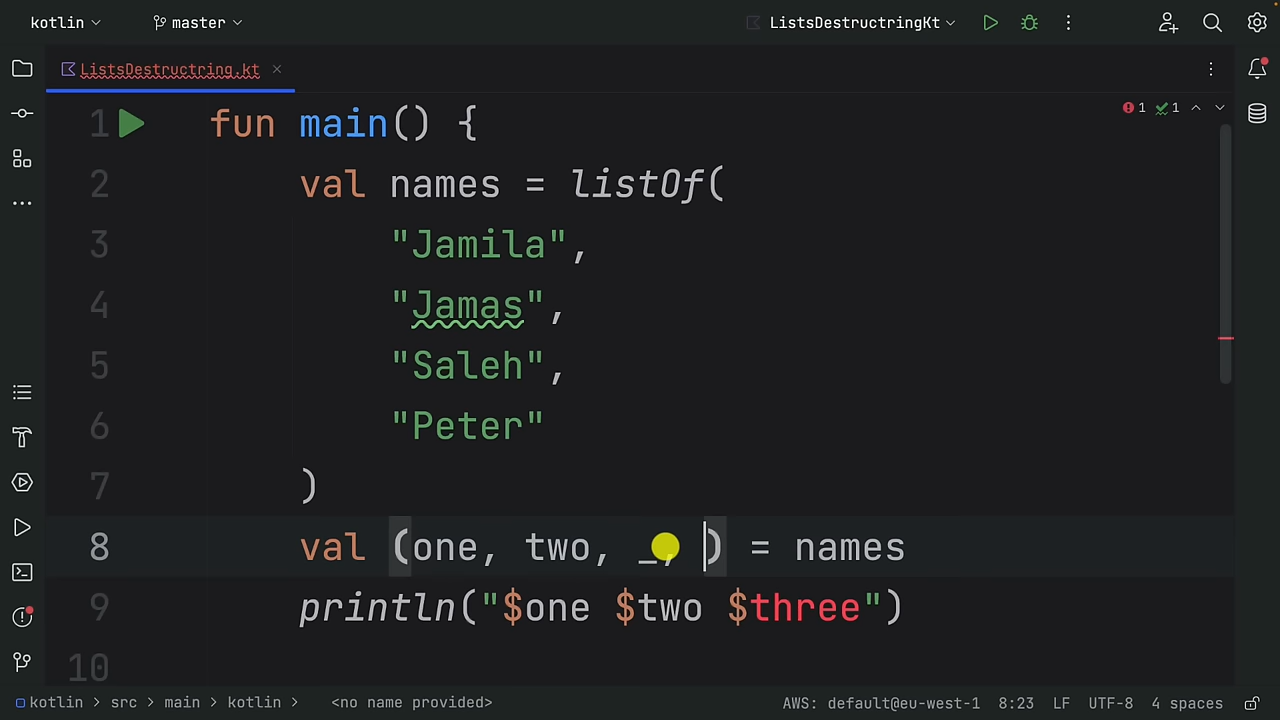 kotlin master ListsDestructringKt
ListsDestructring.kt
1 fun main() { 1 1
2 val names = listOf(
3 "Jamila",
4 "Jamas",
5 "Saleh",
6 "Peter"
7 )
8 val (one, two, _, ) = names
9 println("$one $two $three")
10
kotlin > src > main > kotlin > <no name provided> AWS: default@eu-west-1 8:23 LF UTF-8 4 spaces